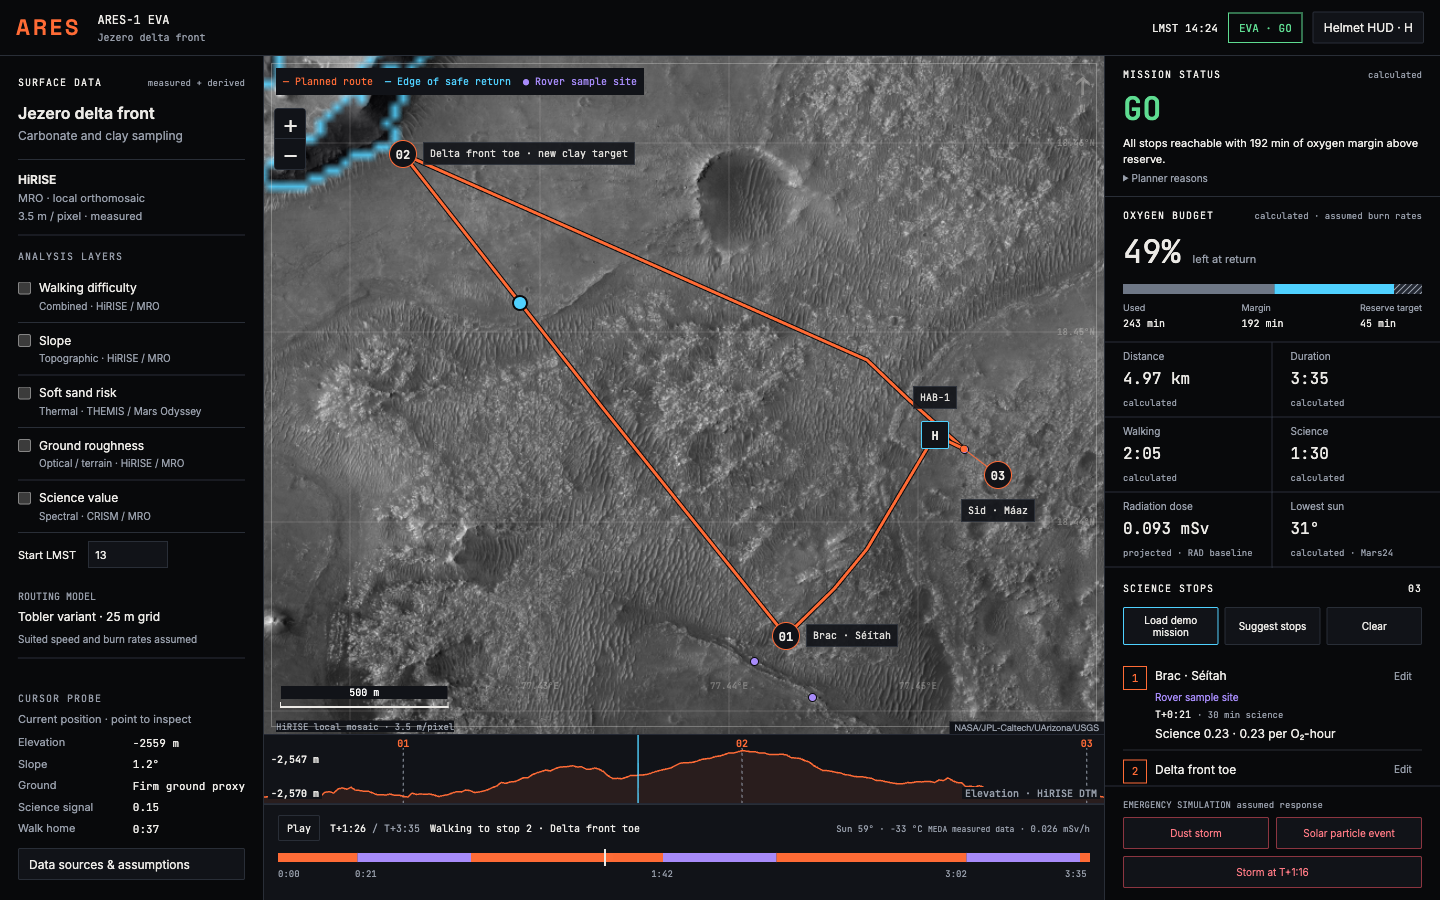 ARES
ARES-1 EVA
Jezero delta front
LMST 14:24
EVA · GO
Helmet HUD · H
SURFACE DATA
measured + derived
Jezero delta front
Carbonate and clay sampling
HiRISE
MRO · local orthomosaic
3.5 m / pixel · measured
ANALYSIS LAYERS
Walking difficulty
Combined · HiRISE / MRO
Slope
Topographic · HiRISE / MRO
Soft sand risk
Thermal · THEMIS / Mars Odyssey
Ground roughness
Optical / terrain · HiRISE / MRO
Science value
Spectral · CRISM / MRO
Start LMST 13
ROUTING MODEL
Tobler variant · 25 m grid
Suited speed and burn rates assumed
CURSOR PROBE
Current position · point to inspect
Elevation -2559 m
Slope 1.2°
Ground Firm ground proxy
Science signal 0.15
Walk home 0:37
Data sources & assumptions
— Planned route — Edge of safe return ● Rover sample site
+
−
02
Delta front toe · new clay target
18.45°N
HAB-1
H
03
Sid · Máaz
01
Brac · Séítah
77.43°E
77.44°E
77.45°E
500 m
HiRISE local mosaic · 3.5 m/pixel
NASA/JPL-Caltech/UArizona/USGS
01
02
03
-2,547 m
-2,570 m
Elevation · HiRISE DTM
Play
T+1:26 / T+3:35 Walking to stop 2 · Delta front toe
Sun 59° · -33 °C MEDA measured data · 0.026 mSv/h
0:00
0:21
1:42
3:02
3:35
MISSION STATUS
calculated
GO
All stops reachable with 192 min of oxygen margin above
reserve.
Planner reasons
OXYGEN BUDGET
calculated · assumed burn rates
49% left at return
Used
Margin
Reserve target
243 min
192 min
45 min
Distance
Duration
4.97 km
3:35
calculated
calculated
Walking
Science
2:05
1:30
calculated
calculated
Radiation dose
Lowest sun
0.093 mSv
31°
projected · RAD baseline
calculated · Mars24
SCIENCE STOPS
03
Load demo
mission
Suggest stops
Clear
1
Brac · Séítah
Edit
Rover sample site
T+0:21 · 30 min science
Science 0.23 · 0.23 per O₂-hour
2
Delta front toe
Edit
EMERGENCY SIMULATION assumed response
Dust storm
Solar particle event
Storm at T+1:16